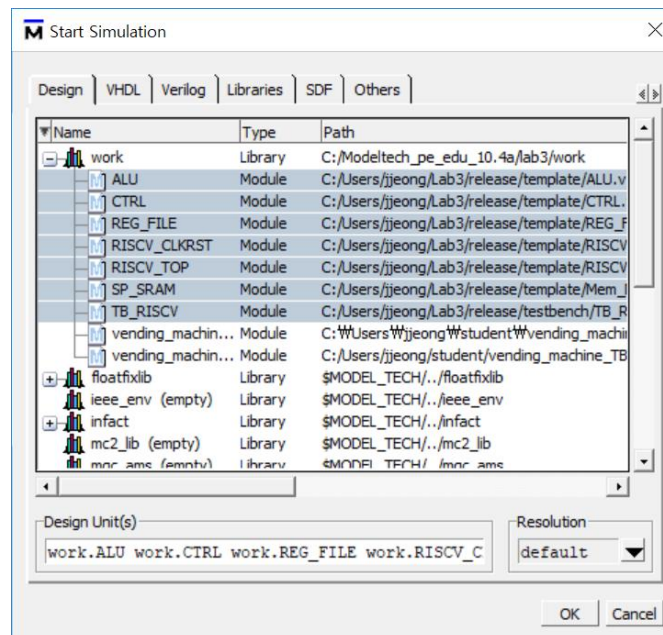 M Start Simulation
Design VHDL Verilog Libraries SDF Others
Name Type Path
work Library C:/Modeltech_pe_edu_10.4a/lab3/work
ALU Module C:/Users/jjeong/Lab3/release/template/ALU.v
CTRL Module C:/Users/jjeong/Lab3/release/template/CTRL.
REG_FILE Module C:/Users/jjeong/Lab3/release/template/REG_F
RISCV_CLKRST Module C:/Users/jjeong/Lab3/release/template/RISCV
RISCV_TOP Module C:/Users/jjeong/Lab3/release/template/RISCV
SP_SRAM Module C:/Users/jjeong/Lab3/release/template/Mem_
TB_RISCV Module C:/Users/jjeong/Lab3/release/testbench/TB_R
vending_machin... Module C:₩Users₩jjeong₩student₩vending_machi
vending_machin... Module C:/Users/jjeong/student/vending_machine_TB
floatfixlib Library $MODEL_TECH/../floatfixlib
ieee_env (empty) Library $MODEL_TECH/../ieee_env
infact Library $MODEL_TECH/../infact
mc2_lib (empty) Library $MODEL_TECH/../mc2_lib
mgc_ams (empty) Library $MODEL_TECH/../mgc_ams
Design Unit(s) Resolution
work.ALU work.CTRL work.REG_FILE work.RISCV_C default
OK Cancel